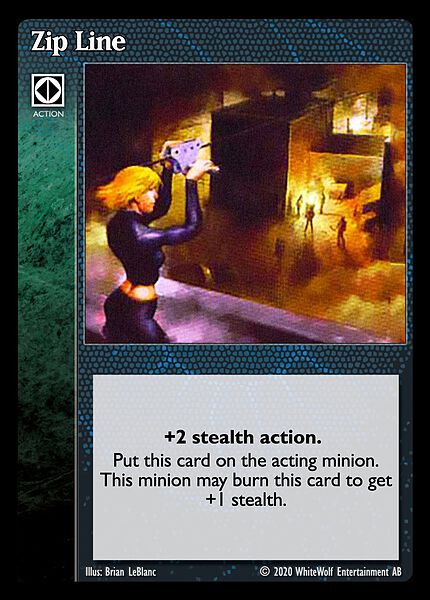 Zip Line
ACTION
+2 stealth action.
Put this card on the acting minion.
This minion may burn this card to get
+1 stealth.
Illus: Brian LeBlanc © 2020 WhiteWolf Entertainment AB